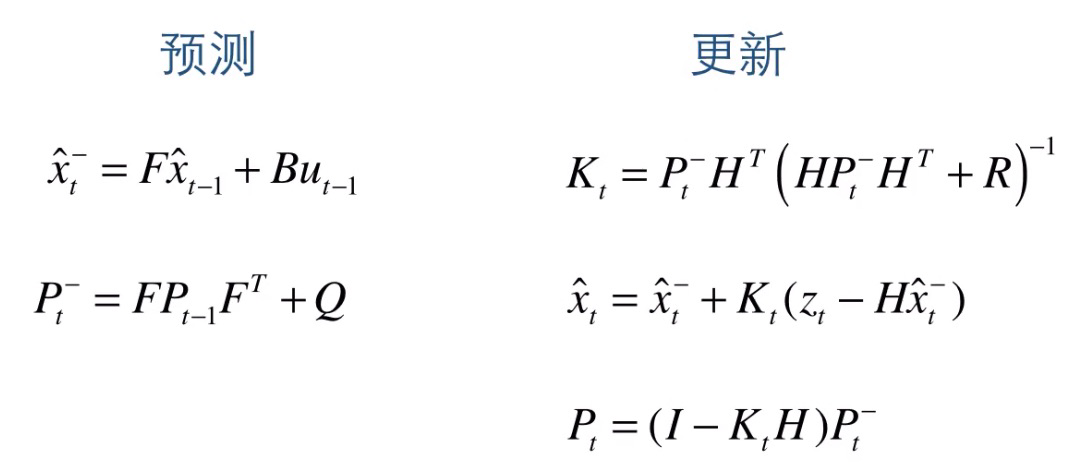 预测
$\hat{x}_t^- = F\hat{x}_{t-1} + Bu_{t-1}$
$P_t^- = FP_{t-1}F^T + Q$
更新
$K_t = P_t^- H^T \left( HP_t^- H^T + R \right)^{-1}$
$\hat{x}_t = \hat{x}_t^- + K_t(z_t - H\hat{x}_t^-)$
$P_t = (I - K_t H)P_t^-$